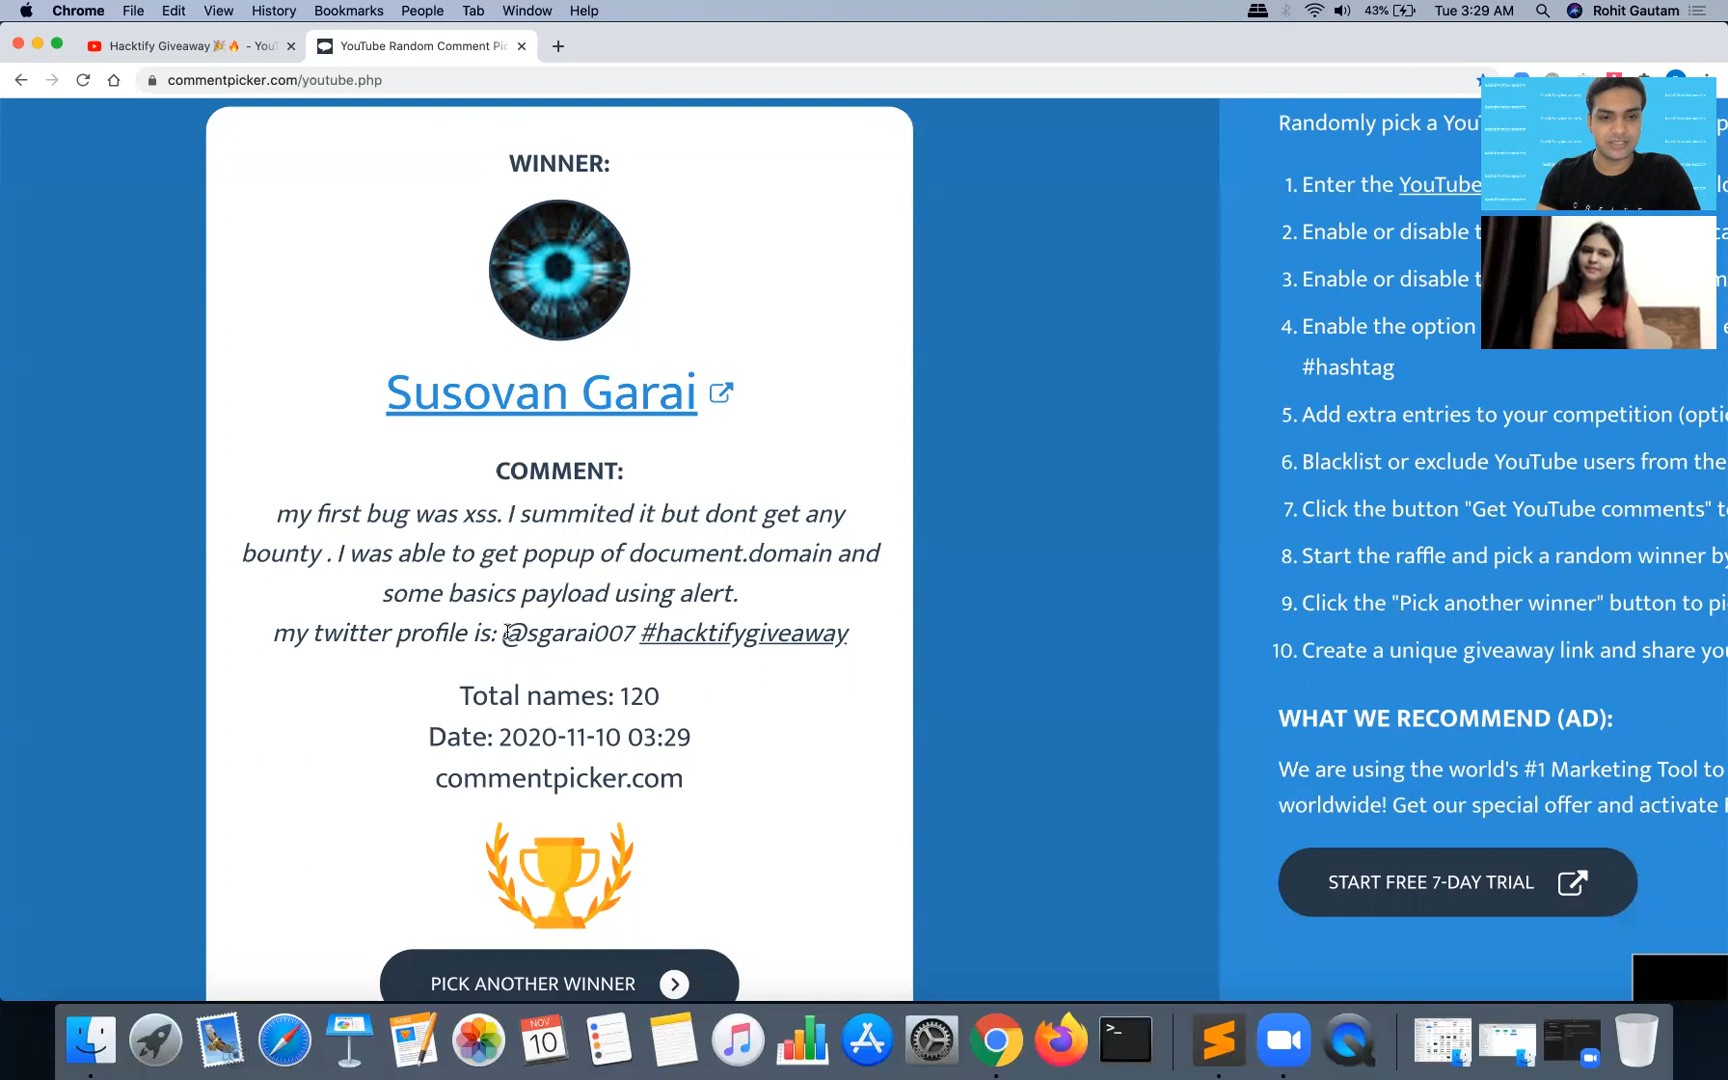 Chrome File Edit View History Bookmarks People Tab Window Help 43% Tue 3:29 AM Rohit Gautam
Hacktify Giveaway - You
YouTube Random Comment Pic
commentpicker.com/youtube.php
WINNER:
Susovan Garai
COMMENT:
my first bug was xss. I summited it but dont get any
bounty . I was able to get popup of document.domain and
some basics payload using alert.
my twitter profile is: @sgarai007 #hacktifygiveaway
Total names: 120
Date: 2020-11-10 03:29
commentpicker.com
PICK ANOTHER WINNER
Randomly pick a You
1. Enter the YouTube
2. Enable or disable
3. Enable or disable
4. Enable the option
#hashtag
5. Add extra entries to your competition (optio
6. Blacklist or exclude YouTube users from the
7. Click the button "Get YouTube comments" t
8. Start the raffle and pick a random winner by
9. Click the "Pick another winner" button to pi
10. Create a unique giveaway link and share you
WHAT WE RECOMMEND (AD):
We are using the world's #1 Marketing Tool to
worldwide! Get our special offer and activate
START FREE 7-DAY TRIAL
NOV
10